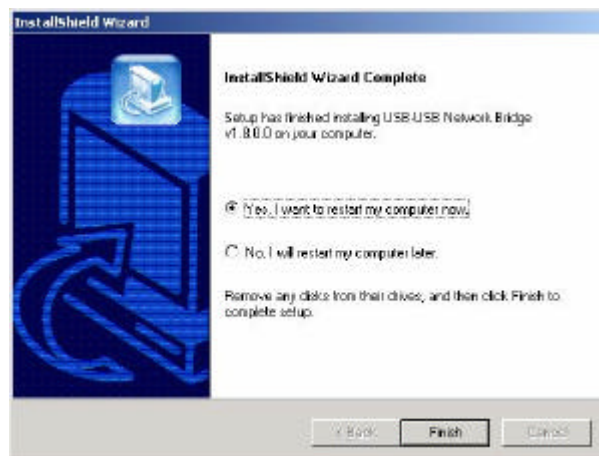 InstallShield Wizard
InstallShield Wizard Complete
Setup has finished installing USB-USB Network Bridge
v1.8.0.0 on your computer.
Yes, I want to restart my computer now.
No, I will restart my computer later.
Remove any disks from their drives, and then click Finish to
complete setup.
< Back
Finish
Cancel